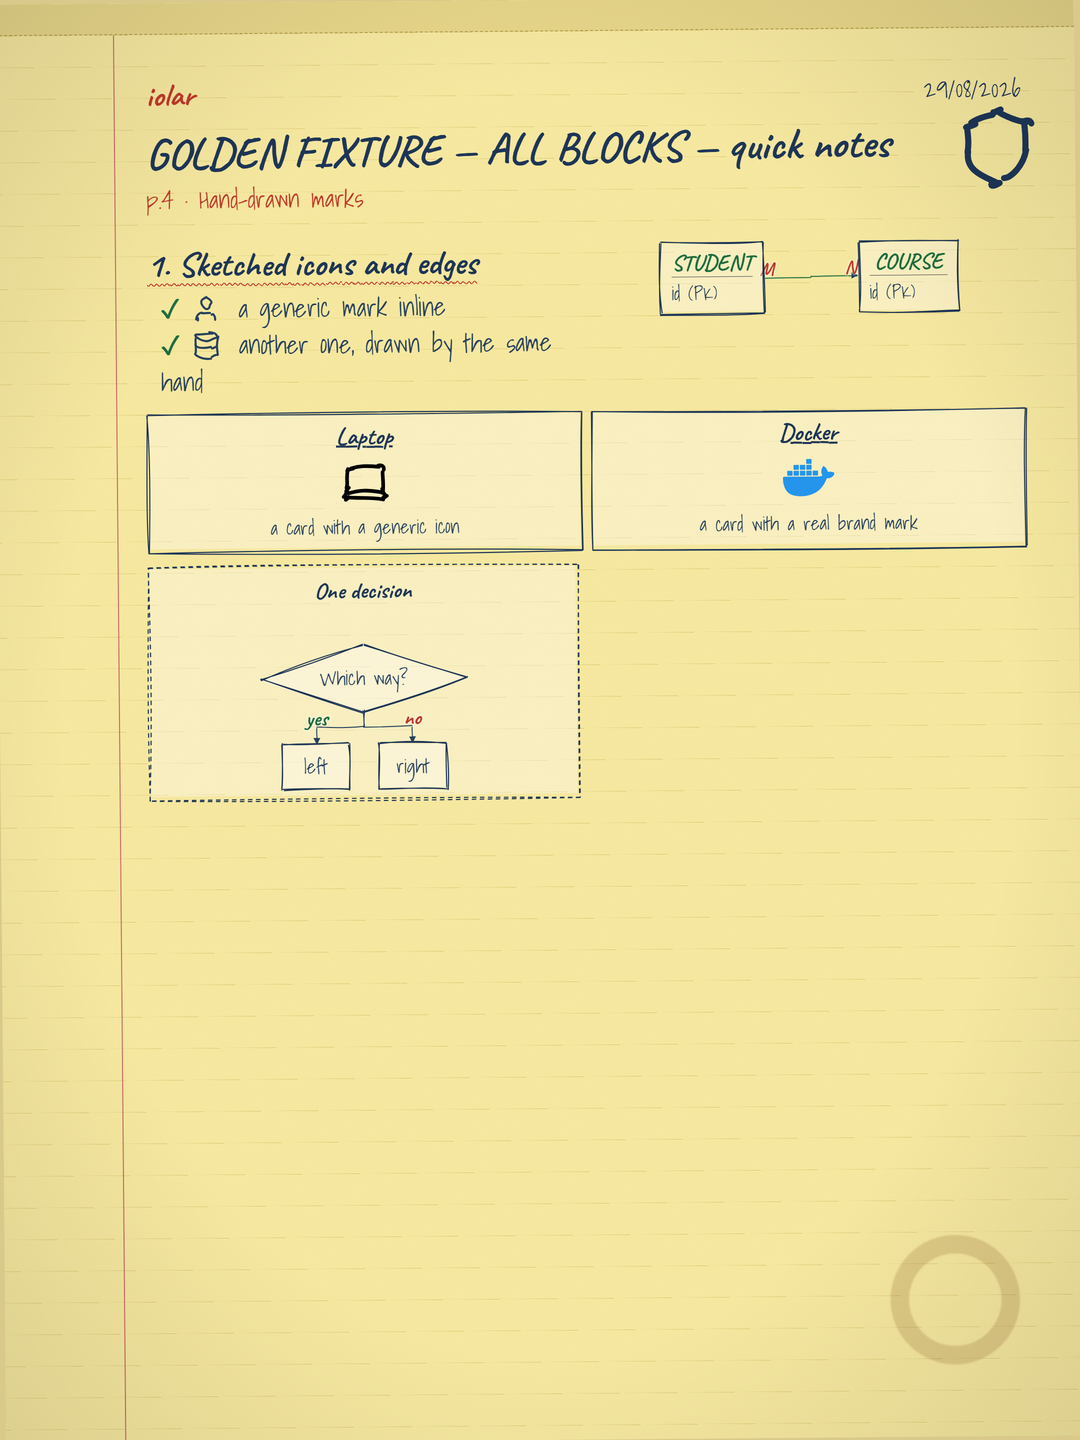 iolar
29/08/2026
GOLDEN FIXTURE – ALL BLOCKS – quick notes
p.4 · Hand-drawn marks
1. Sketched icons and edges
✓ a generic mark inline
✓ another one, drawn by the same
hand
STUDENT
id (PK)
M
N
COURSE
id (PK)
Laptop
a card with a generic icon
Docker
a card with a real brand mark
One decision
Which way?
yes
no
left
right